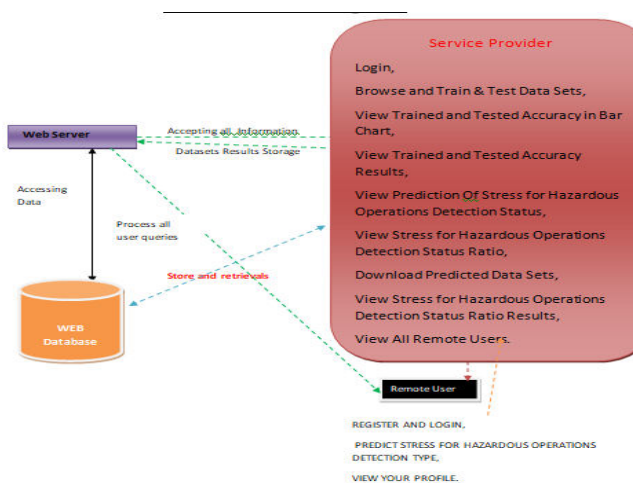 Service Provider
Login,
Browse and Train & Test Data Sets,
View Trained and Tested Accuracy in Bar
Chart,
View Trained and Tested Accuracy
Results,
View Prediction Of Stress for Hazardous
Operations Detection Status,
View Stress for Hazardous Operations
Detection Status Ratio,
Download Predicted Data Sets,
View Stress for Hazardous Operations
Detection Status Ratio Results,
View All Remote Users.
Web Server
Accepting all Information
Datasets Results Storage
Accessing
Data
Process all
user queries
Store and retrievals
WEB
Database
Remote User
REGISTER AND LOGIN,
PREDICT STRESS FOR HAZARDOUS OPERATIONS
DETECTION TYPE,
VIEW YOUR PROFILE.